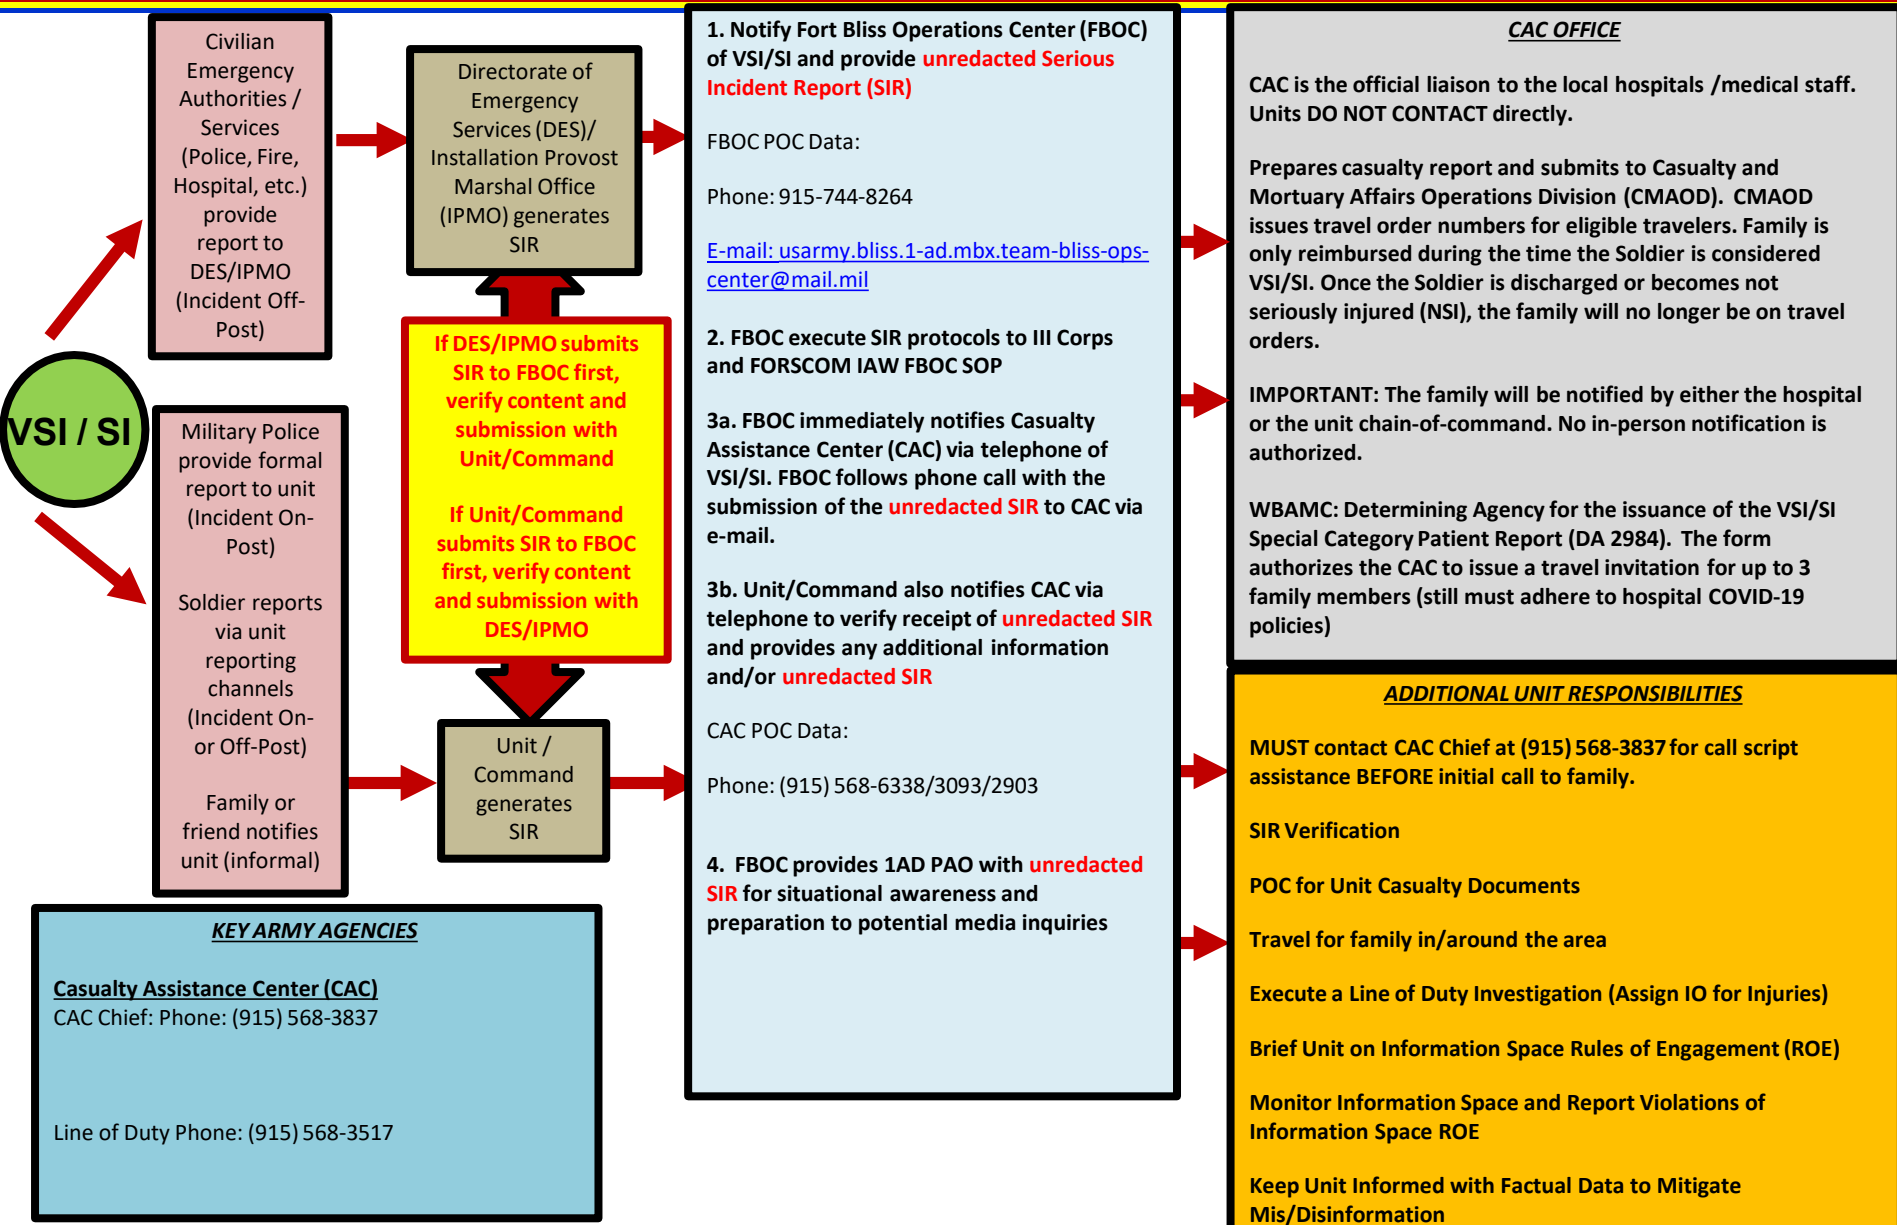 VSI / SI
Civilian
Emergency
Authorities /
Services
(Police, Fire,
Hospital, etc.)
provide
report to
DES/IPMO
(Incident Off-
Post)
Military Police
provide formal
report to unit
(Incident On-
Post)
Soldier reports
via unit
reporting
channels
(Incident On-
or Off-Post)
Family or
friend notifies
unit (informal)
Directorate of
Emergency
Services (DES)/
Installation Provost
Marshal Office
(IPMO) generates
SIR
If DES/IPMO submits
SIR to FBOC first,
verify content and
submission with
Unit/Command
If Unit/Command
submits SIR to FBOC
first, verify content
and submission with
DES/IPMO
Unit /
Command
generates
SIR
KEY ARMY AGENCIES
Casualty Assistance Center (CAC)
CAC Chief: Phone: (915) 568-3837
Line of Duty Phone: (915) 568-3517
1. Notify Fort Bliss Operations Center (FBOC)
of VSI/SI and provide unredacted Serious
Incident Report (SIR)
FBOC POC Data:
Phone: 915-744-8264
E-mail: usarmy.bliss.1-ad.mbx.team-bliss-ops-
center@mail.mil
2. FBOC execute SIR protocols to III Corps
and FORSCOM IAW FBOC SOP
3a. FBOC immediately notifies Casualty
Assistance Center (CAC) via telephone of
VSI/SI. FBOC follows phone call with the
submission of the unredacted SIR to CAC via
e-mail.
3b. Unit/Command also notifies CAC via
telephone to verify receipt of unredacted SIR
and provides any additional information
and/or unredacted SIR
CAC POC Data:
Phone: (915) 568-6338/3093/2903
4. FBOC provides 1AD PAO with unredacted
SIR for situational awareness and
preparation to potential media inquiries
CAC OFFICE
CAC is the official liaison to the local hospitals /medical staff.
Units DO NOT CONTACT directly.
Prepares casualty report and submits to Casualty and
Mortuary Affairs Operations Division (CMAOD). CMAOD
issues travel order numbers for eligible travelers. Family is
only reimbursed during the time the Soldier is considered
VSI/SI. Once the Soldier is discharged or becomes not
seriously injured (NSI), the family will no longer be on travel
orders.
IMPORTANT: The family will be notified by either the hospital
or the unit chain-of-command. No in-person notification is
authorized.
WBAMC: Determining Agency for the issuance of the VSI/SI
Special Category Patient Report (DA 2984). The form
authorizes the CAC to issue a travel invitation for up to 3
family members (still must adhere to hospital COVID-19
policies)
ADDITIONAL UNIT RESPONSIBILITIES
MUST contact CAC Chief at (915) 568-3837 for call script
assistance BEFORE initial call to family.
SIR Verification
POC for Unit Casualty Documents
Travel for family in/around the area
Execute a Line of Duty Investigation (Assign IO for Injuries)
Brief Unit on Information Space Rules of Engagement (ROE)
Monitor Information Space and Report Violations of
Information Space ROE
Keep Unit Informed with Factual Data to Mitigate
Mis/Disinformation